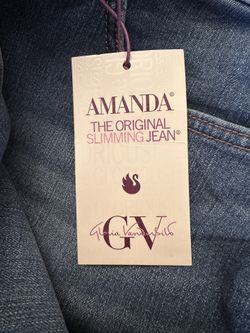 AMANDA®
THE ORIGINAL
SLIMMING JEAN®
GV
Gloria Vanderbilt